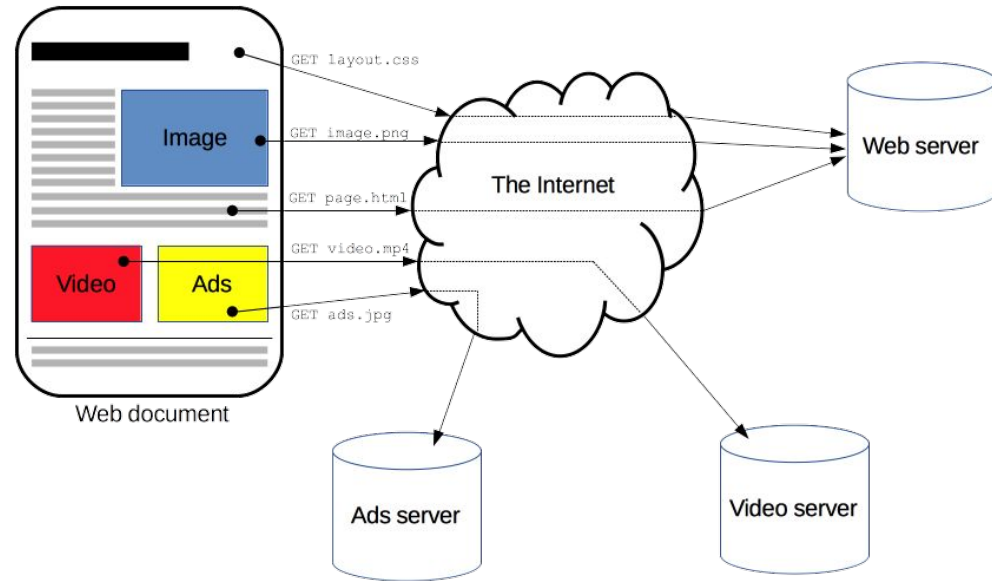 GET layout.css
Image
GET image.png
The Internet
Web server
GET page.html
GET video.mp4
Video
Ads
GET ads.jpg
Web document
Ads server
Video server